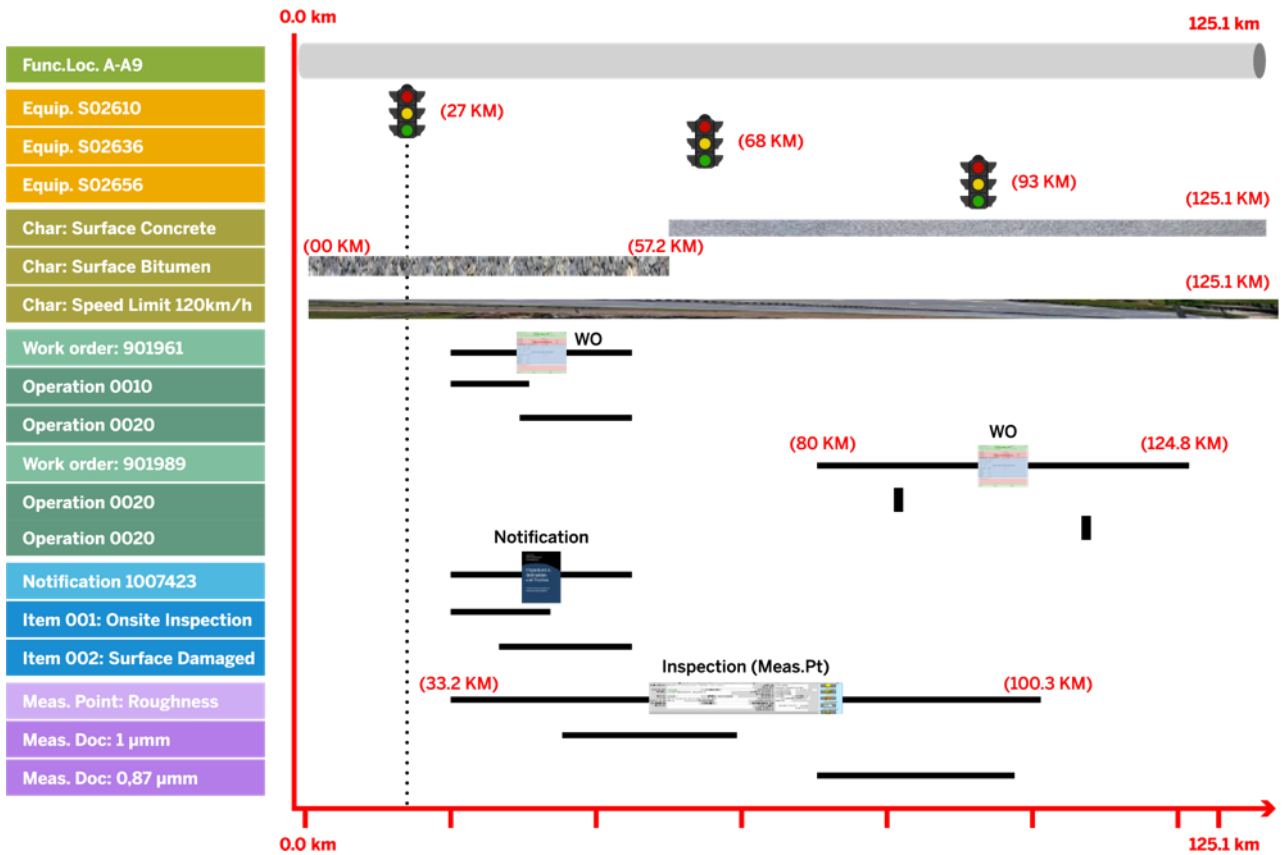 0.0 km
125.1 km
Func.Loc. A-A9
Equip. S02610
(27 KM)
Equip. S02636
(68 KM)
Equip. S02656
(93 KM)
(125.1 KM)
Char: Surface Concrete
(00 KM)
(57.2 KM)
Char: Surface Bitumen
(125.1 KM)
Char: Speed Limit 120km/h
Work order: 901961
WO
Operation 0010
Operation 0020
WO
(80 KM)
(124.8 KM)
Work order: 901989
Operation 0020
Operation 0020
Notification
Notification 1007423
Item 001: Onsite Inspection
Item 002: Surface Damaged
Inspection (Meas.Pt)
(33.2 KM)
(100.3 KM)
Meas. Point: Roughness
Meas. Doc: 1 µmm
Meas. Doc: 0,87 µmm
0.0 km
125.1 km